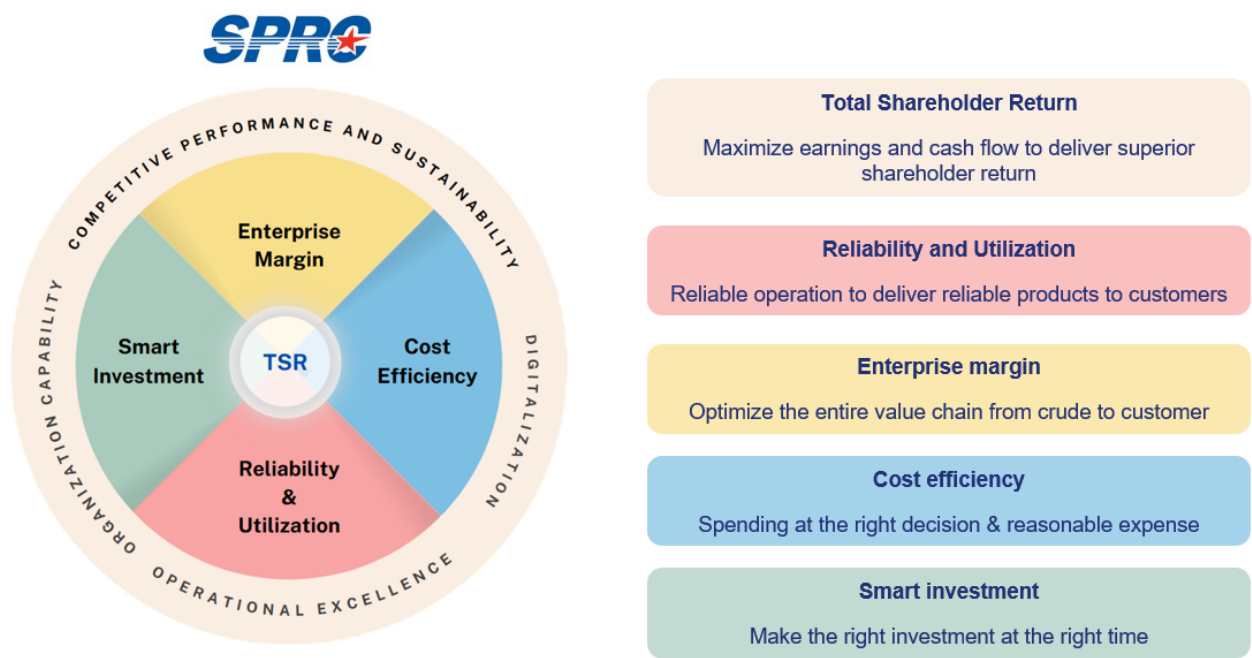 SPRC
COMPETITIVE PERFORMANCE AND SUSTAINABILITY
DIGITALIZATION
OPERATIONAL EXCELLENCE
ORGANIZATION CAPABILITY
Enterprise
Margin
Smart
Investment
TSR
Cost
Efficiency
Reliability
&
Utilization
Total Shareholder Return
Maximize earnings and cash flow to deliver superior
shareholder return
Reliability and Utilization
Reliable operation to deliver reliable products to customers
Enterprise margin
Optimize the entire value chain from crude to customer
Cost efficiency
Spending at the right decision & reasonable expense
Smart investment
Make the right investment at the right time